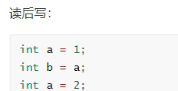 读后写：
int a = 1;
int b = a;
int a = 2;